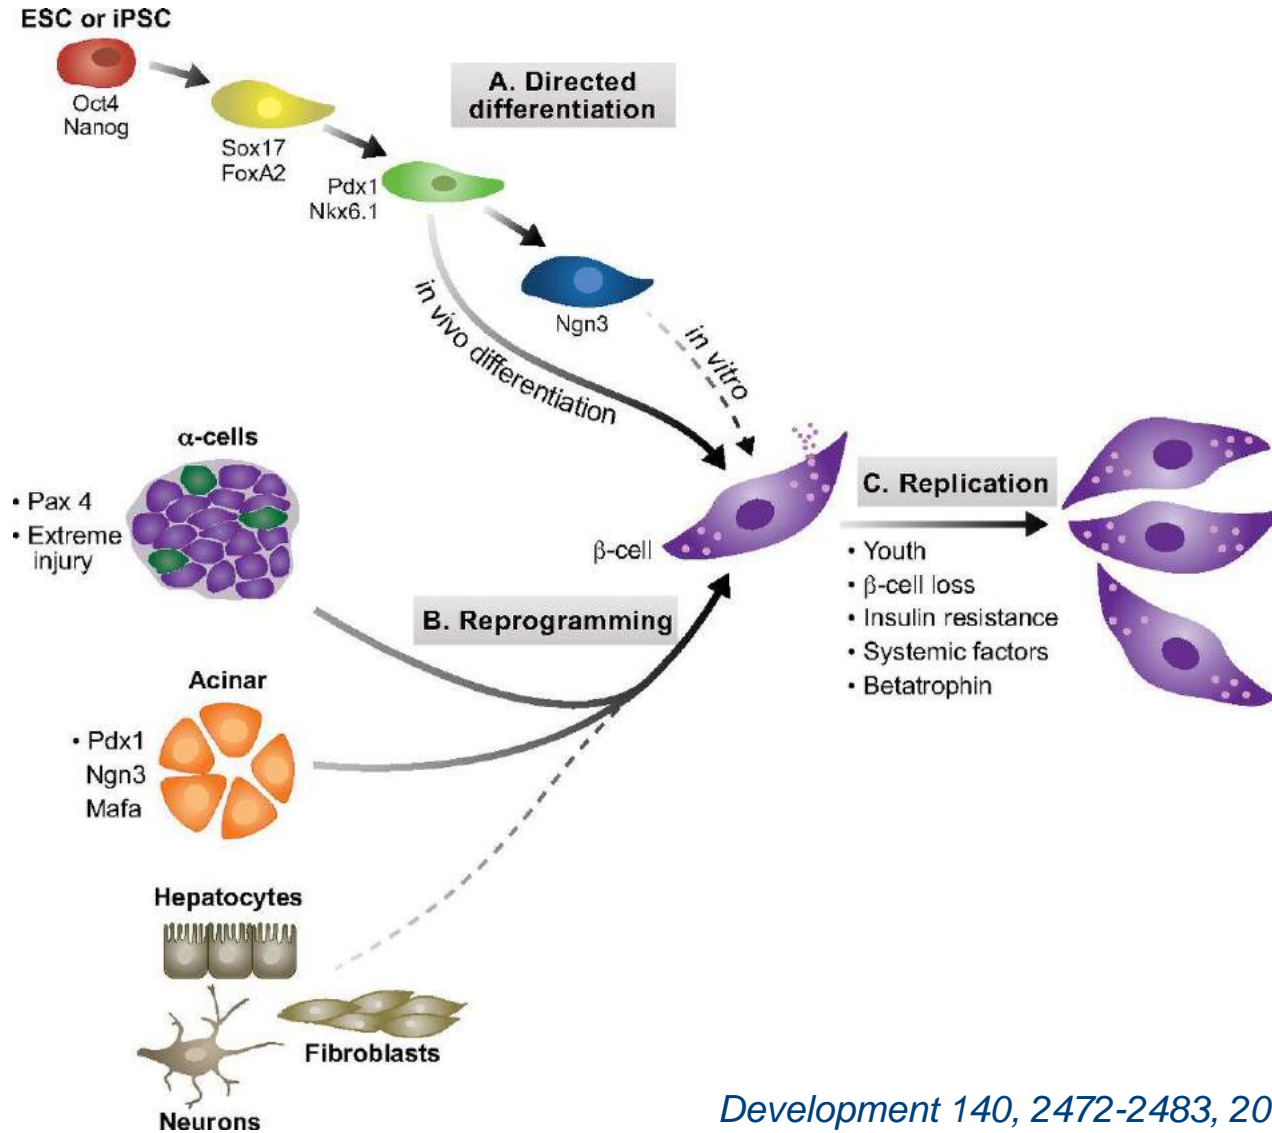 ESC or iPSC
Oct4
Nanog
A. Directed
differentiation
Sox17
FoxA2
Pdx1
Nkx6.1
Ngn3
in vivo differentiation
in vitro
α-cells
• Pax 4
• Extreme
injury
β-cell
C. Replication
• Youth
• β-cell loss
• Insulin resistance
• Systemic factors
• Betatrophin
B. Reprogramming
Acinar
• Pdx1
Ngn3
Mafa
Hepatocytes
Fibroblasts
Neurons
Development 140, 2472-2483, 20